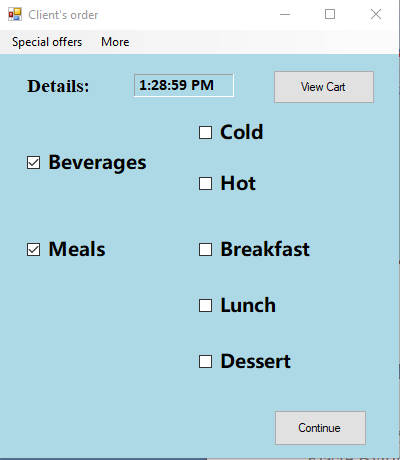 Client's order
Special offers More
Details: 1:28:59 PM View Cart
Cold
Beverages
Hot
Meals Breakfast
Lunch
Dessert
Continue